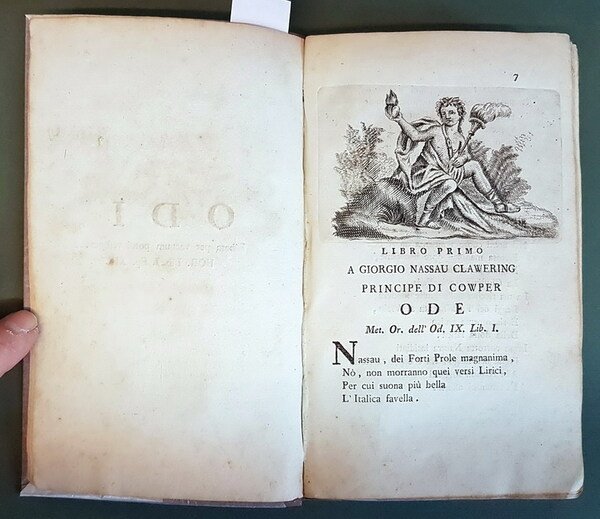 ODI
7
LIBRO PRIMO
A GIORGIO NASSAU CLAWERING
PRINCIPE DI COWPER
ODE
Met. Or. dell' Od. IX. Lib. I.
Nassau, dei Forti Prole magnanima,
Nò, non morranno quei versi Lirici,
Per cui suona più bella
L'Italica favella.